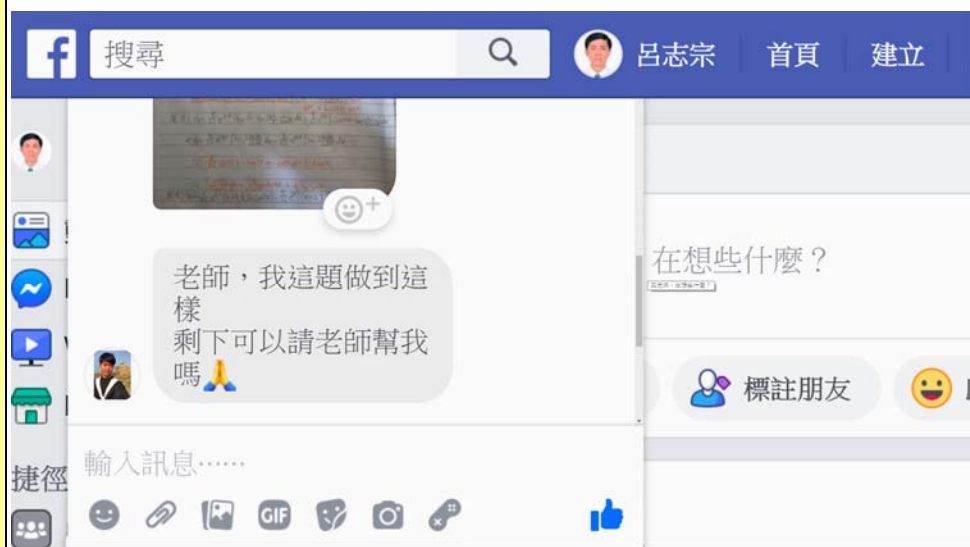 f
搜尋
呂志宗
首頁
建立
老師，我這題做到這
樣
剩下可以請老師幫我
嗎🙏
在想些什麼？
標註朋友
輸入訊息……
GIF
捷徑